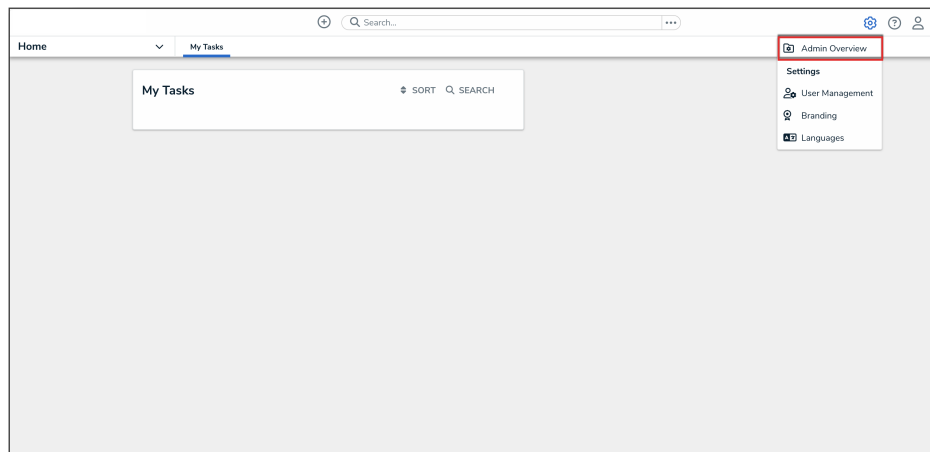 Search...
Home
My Tasks
Admin Overview
Settings
User Management
Branding
Languages
My Tasks
SORT
SEARCH